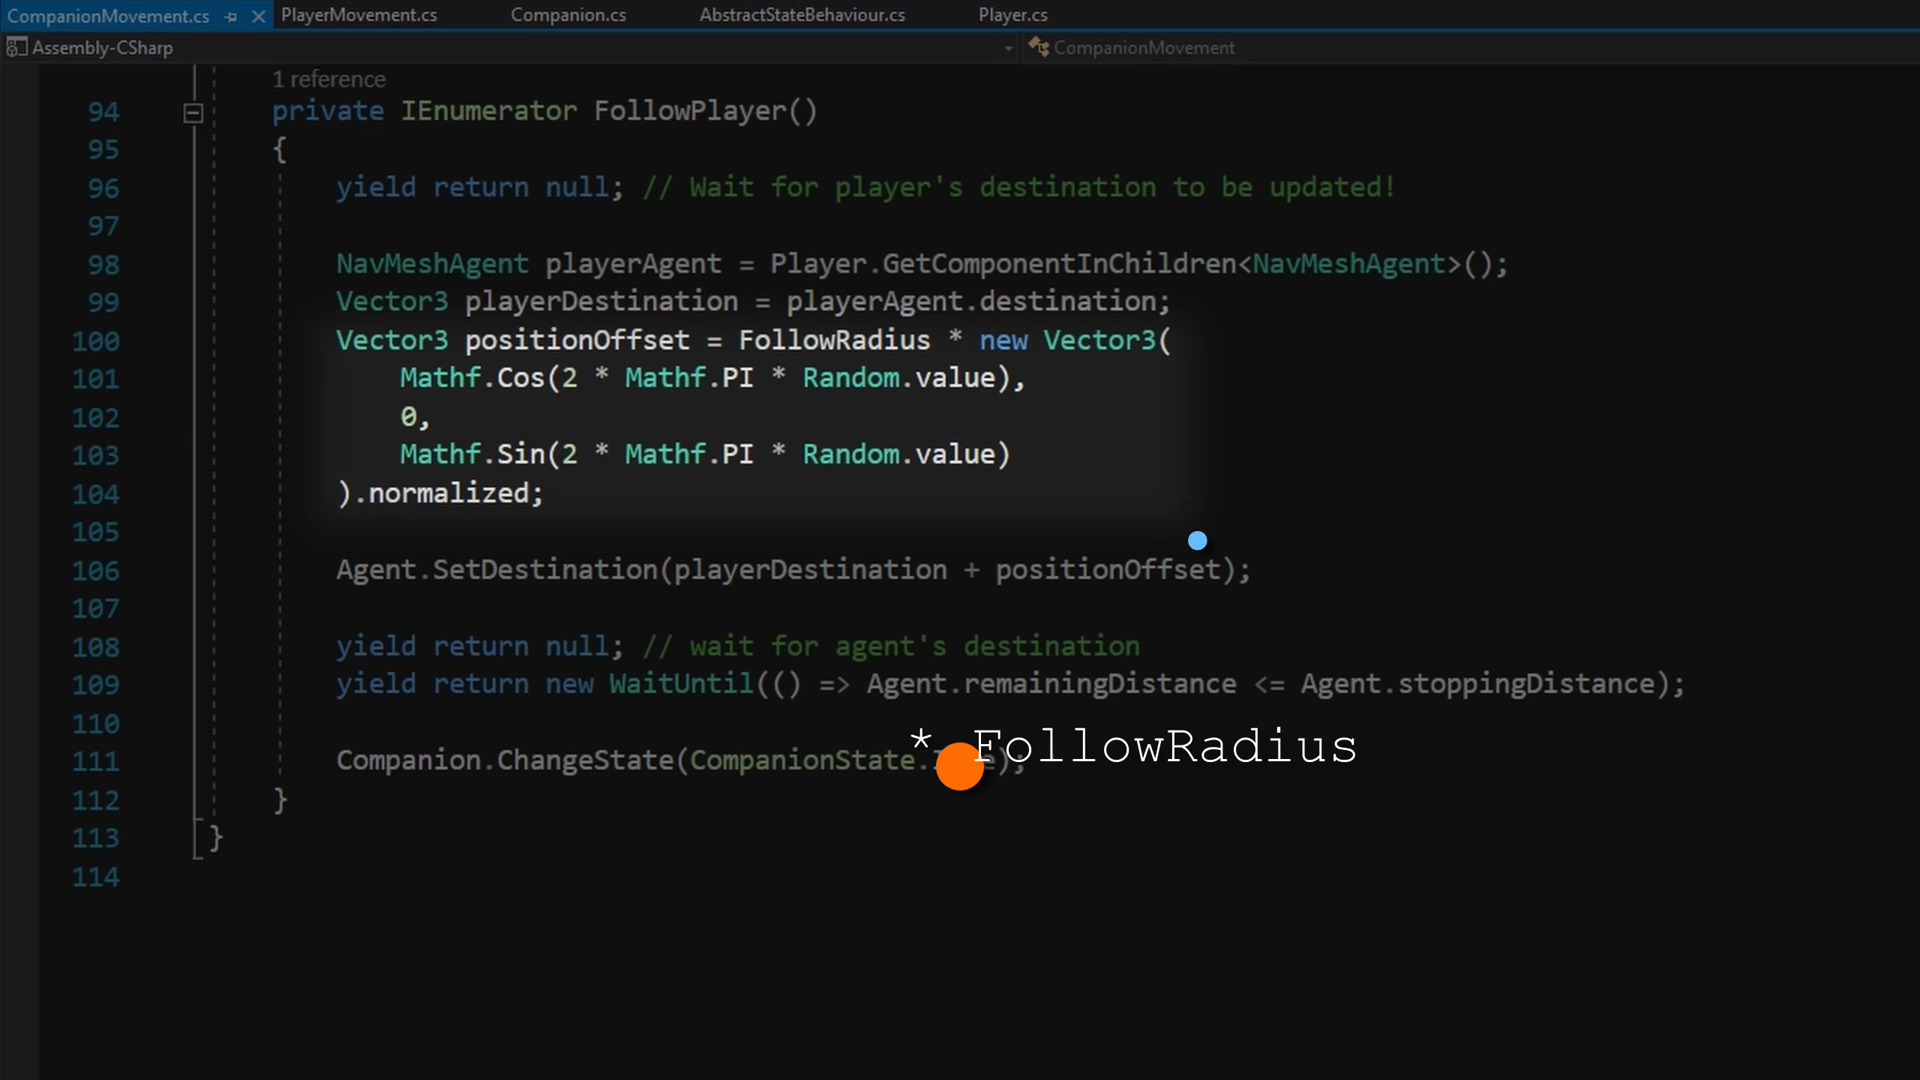 CompanionMovement.cs PlayerMovement.cs Companion.cs AbstractStateBehaviour.cs Player.cs
Assembly-CSharp CompanionMovement
1 reference
94 private IEnumerator FollowPlayer()
95 {
96 yield return null; // Wait for player's destination to be updated!
97
98 NavMeshAgent playerAgent = Player.GetComponentInChildren<NavMeshAgent>();
99 Vector3 playerDestination = playerAgent.destination;
100 Vector3 positionOffset = FollowRadius * new Vector3(
101 Mathf.Cos(2 * Mathf.PI * Random.value),
102 0,
103 Mathf.Sin(2 * Mathf.PI * Random.value)
104 ).normalized;
105
106 Agent.SetDestination(playerDestination + positionOffset);
107
108 yield return null; // wait for agent's destination
109 yield return new WaitUntil(() => Agent.remainingDistance <= Agent.stoppingDistance);
110
* FollowRadius
111 Companion.ChangeState(CompanionState.
112 }
113 }
114